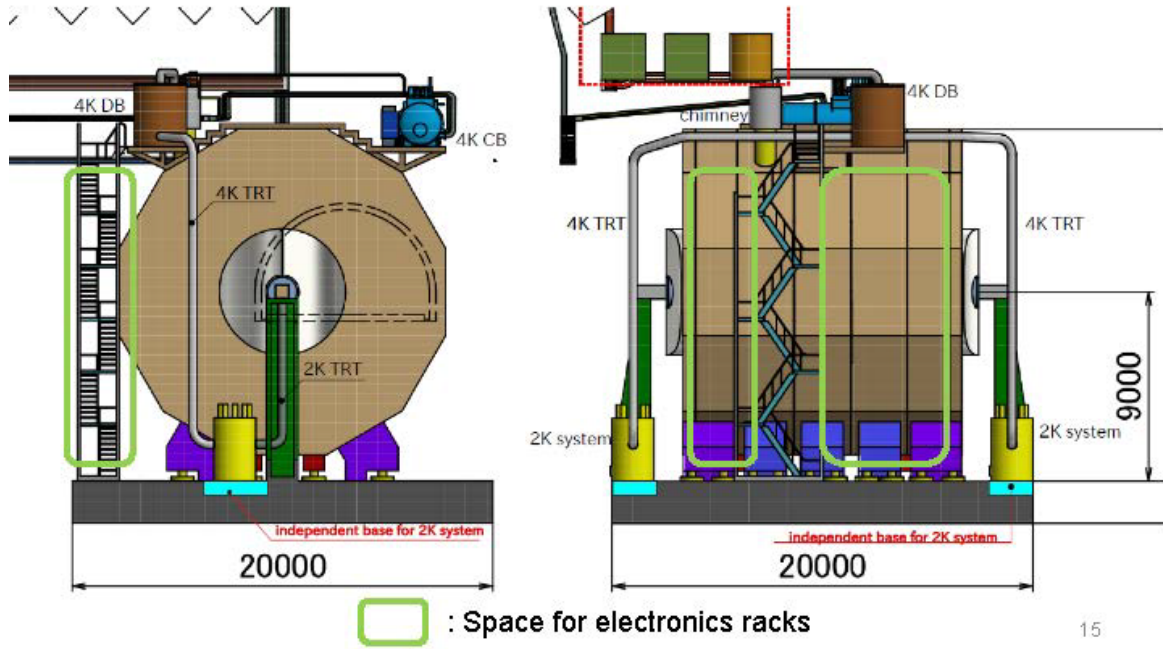 4K DB
4K CB
4K TRT
2K TRT
independent base for 2K system
20000
4K DB
chimney
4K TRT
4K TRT
9000
2K system
2K system
independent base for 2K system
20000
: Space for electronics racks
15